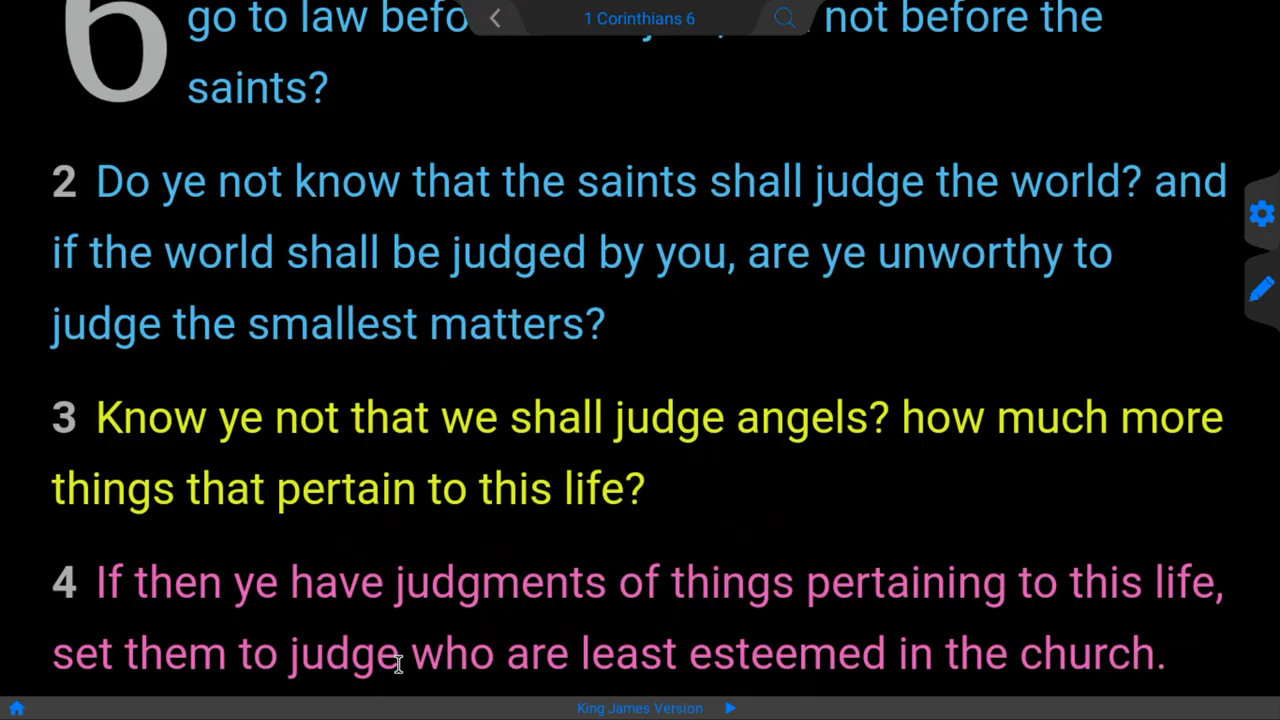 1 Corinthians 6
6 go to law not before the
saints?
2 Do ye not know that the saints shall judge the world? and
if the world shall be judged by you, are ye unworthy to
judge the smallest matters?
3 Know ye not that we shall judge angels? how much more
things that pertain to this life?
4 If then ye have judgments of things pertaining to this life,
set them to judge who are least esteemed in the church.
King James Version